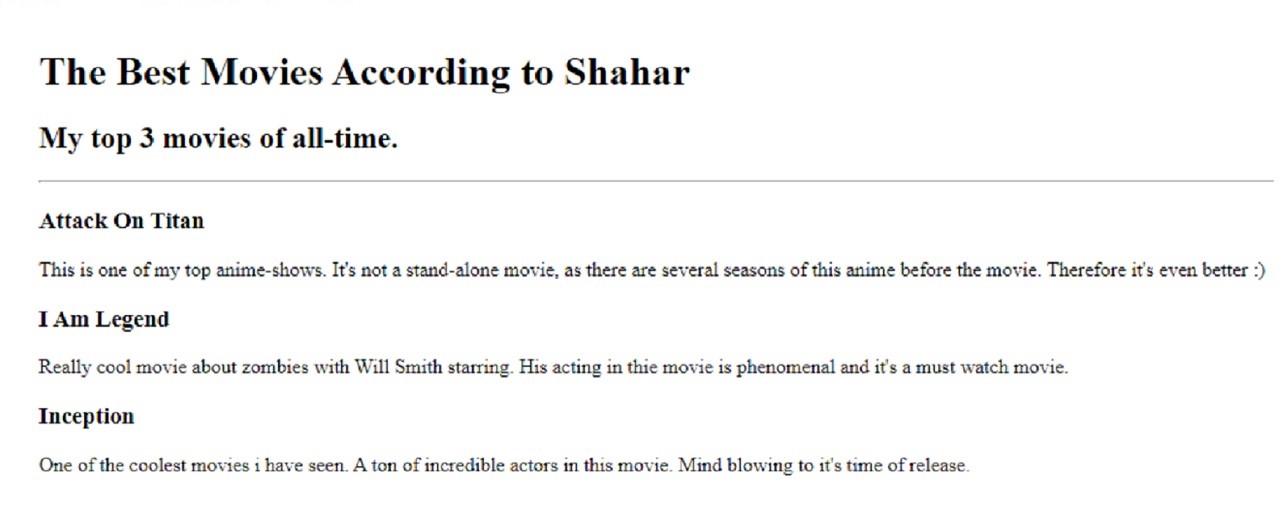 The Best Movies According to Shahar
My top 3 movies of all-time.
Attack On Titan
This is one of my top anime-shows. It's not a stand-alone movie, as there are several seasons of this anime before the movie. Therefore it's even better :)
I Am Legend
Really cool movie about zombies with Will Smith starring. His acting in thie movie is phenomenal and it's a must watch movie.
Inception
One of the coolest movies i have seen. A ton of incredible actors in this movie. Mind blowing to it's time of release.